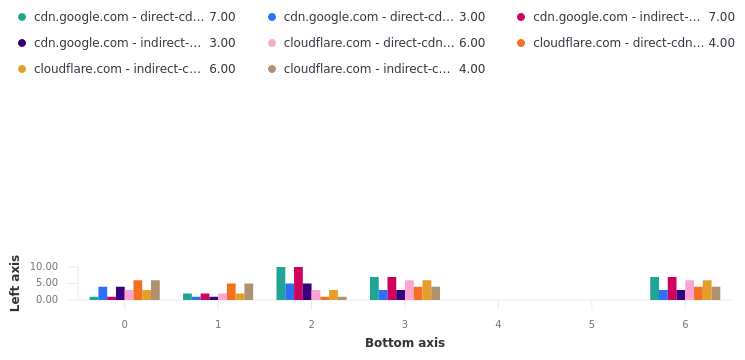 cdn.google.com - direct-cd... 7.00 cdn.google.com - direct-cd... 3.00 cdn.google.com - indirect-... 7.00
cdn.google.com - indirect-... 3.00 cloudflare.com - direct-cdn... 6.00 cloudflare.com - direct-cdn... 4.00
cloudflare.com - indirect-c... 6.00 cloudflare.com - indirect-c... 4.00
Left axis
10.00
5.00
0.00
0 1 2 3 4 5 6
Bottom axis